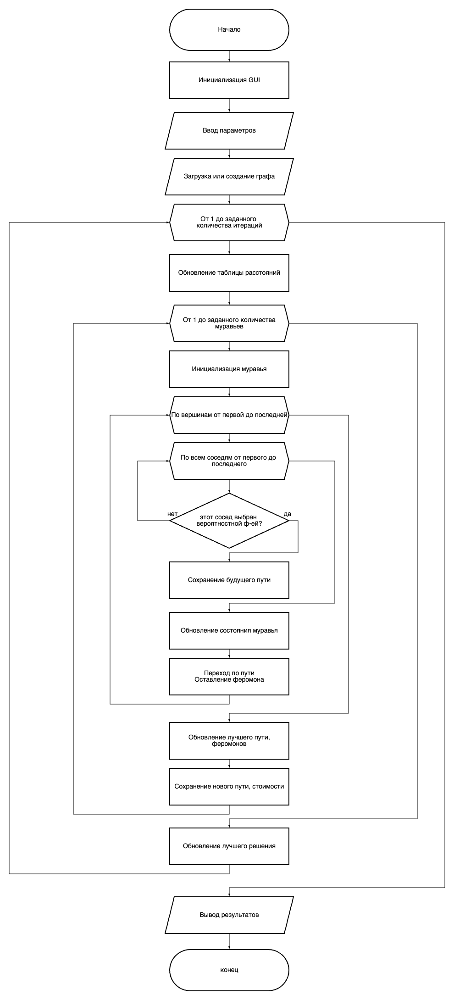 Начало
Инициализация GUI
Ввод параметров
Загрузка или создание графа
От 1 до заданного
количества итераций
Обновление таблицы расстояний
От 1 до заданного количества
муравьев
Инициализация муравья
По вершинам от первой до последней
По всем соседям от первого до
последнего
нет
этот сосед выбран
вероятностной ф-ей?
да
Сохранение будущего пути
Обновление состояния муравья
Переход по пути
Оставление феромона
Обновление лучшего пути,
феромонов
Сохранение нового пути, стоимости
Обновление лучшего решения
Вывод результатов
конец